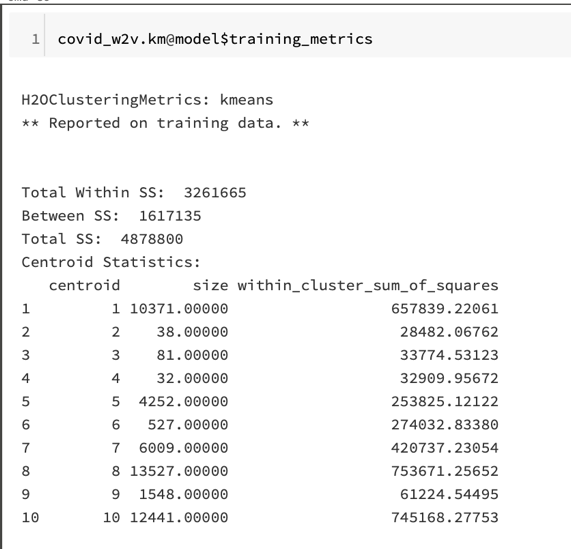 1 covid_w2v.km@model$training_metrics
H2OClusteringMetrics: kmeans
** Reported on training data. **
Total Within SS:  3261665
Between SS:  1617135
Total SS:  4878800
Centroid Statistics:
   centroid        size within_cluster_sum_of_squares
1         1 10371.00000                  657839.22061
2         2    38.00000                   28482.06762
3         3    81.00000                   33774.53123
4         4    32.00000                   32909.95672
5         5  4252.00000                  253825.12122
6         6   527.00000                  274032.83380
7         7  6009.00000                  420737.23054
8         8 13527.00000                  753671.25652
9         9  1548.00000                   61224.54495
10       10 12441.00000                  745168.27753